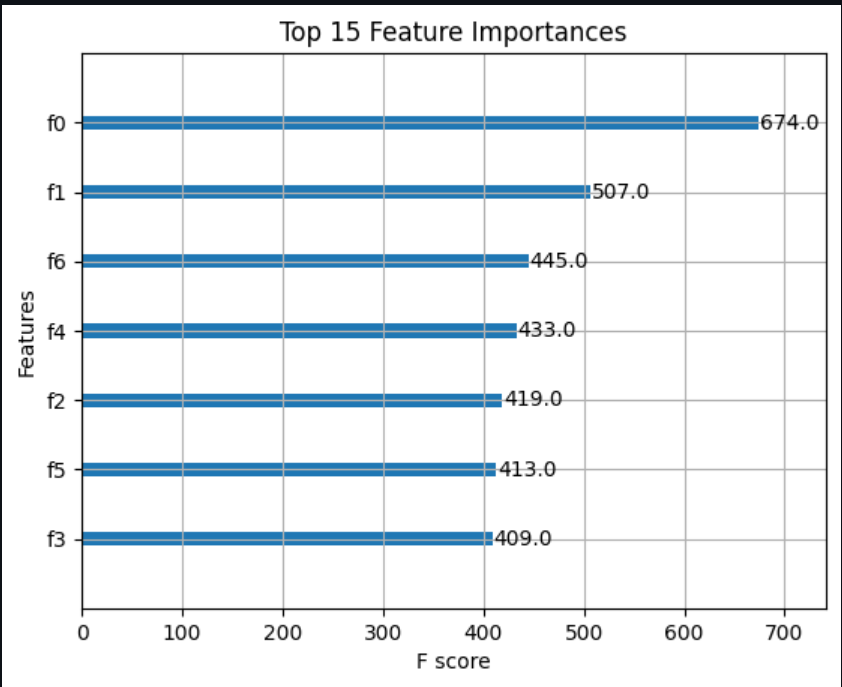 Top 15 Feature Importances
Features
f0 674.0
f1 507.0
f6 445.0
f4 433.0
f2 419.0
f5 413.0
f3 409.0
0 100 200 300 400 500 600 700
F score